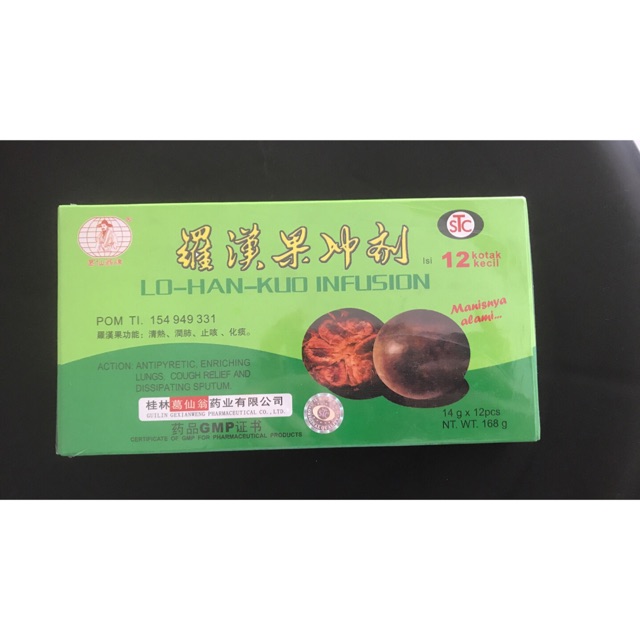 羅漢果冲剂
STC
Isi 12 kotak kecil
LO-HAN-KUO INFUSION
POM TI. 154 949 331
羅漢果功能：清熱、潤肺、止咳、化痰。
Manisnya
alami...
ACTION: ANTIPYRETIC, ENRICHING
LUNGS, COUGH RELIEF AND
DISSIPATING SPUTUM.
桂林葛仙翁药业有限公司
GUILIN GEXIANWENG PHARMACEUTICAL CO.,LTD.
药品GMP证书
CERTIFICATE OF GMP FOR PHARMACEUTICAL PRODUCTS
14 g x 12pcs
NT. WT. 168 g